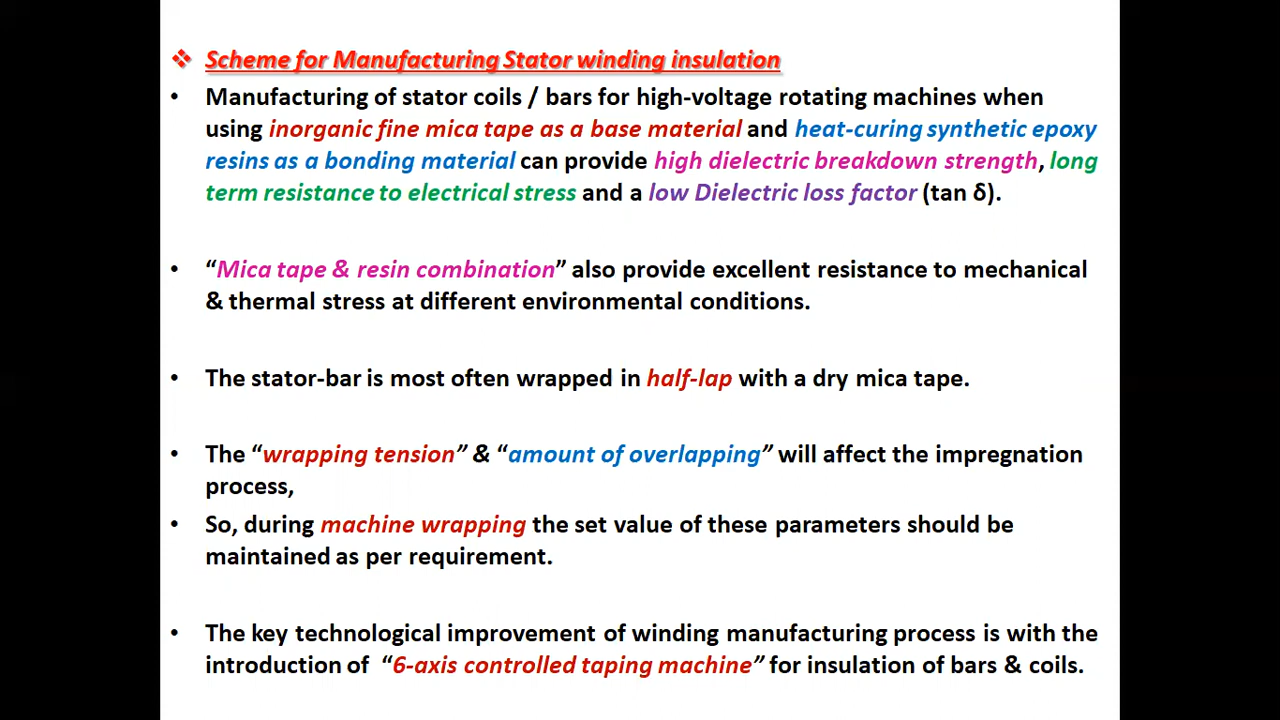 ❖ Scheme for Manufacturing Stator winding insulation
• Manufacturing of stator coils / bars for high-voltage rotating machines when
using inorganic fine mica tape as a base material and heat-curing synthetic epoxy
resins as a bonding material can provide high dielectric breakdown strength, long
term resistance to electrical stress and a low Dielectric loss factor (tan δ).
• “Mica tape & resin combination” also provide excellent resistance to mechanical
& thermal stress at different environmental conditions.
• The stator-bar is most often wrapped in half-lap with a dry mica tape.
• The “wrapping tension” & “amount of overlapping” will affect the impregnation
process,
• So, during machine wrapping the set value of these parameters should be
maintained as per requirement.
• The key technological improvement of winding manufacturing process is with the
introduction of “6-axis controlled taping machine” for insulation of bars & coils.